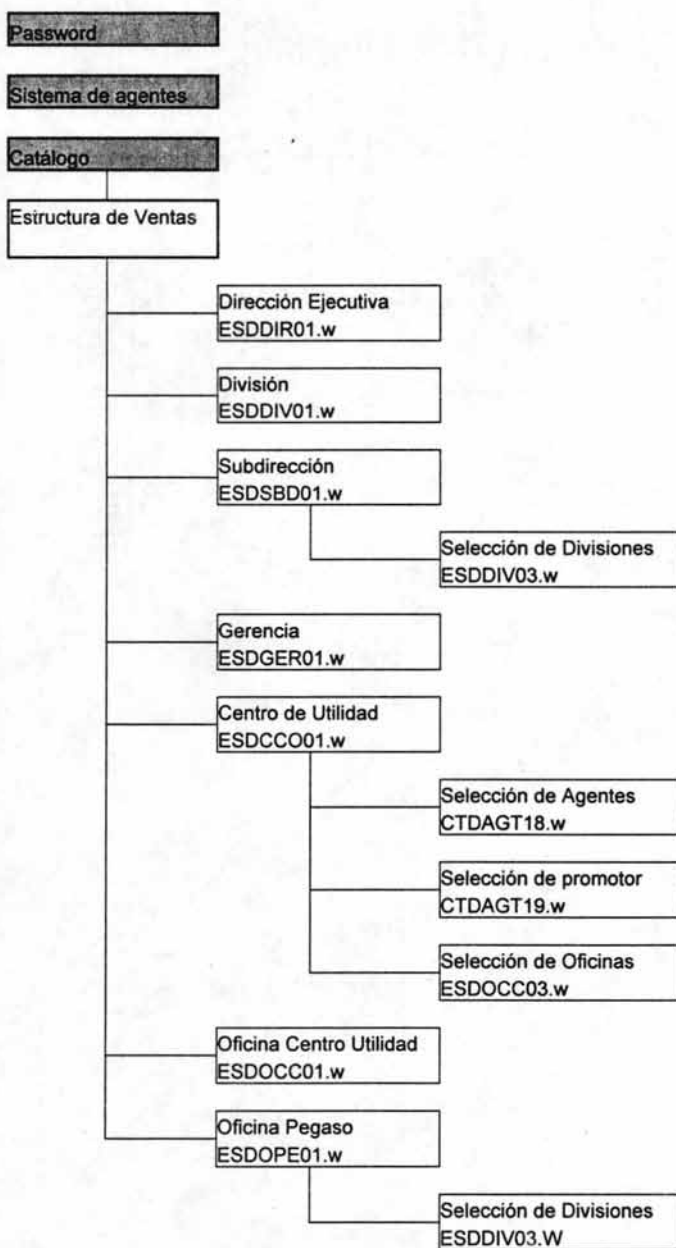 Password
Sistema de agentes
Catálogo
Estructura de Ventas
Dirección Ejecutiva
ESDDIR01.w
División
ESDDIV01.w
Subdirección
ESDSBD01.w
Selección de Divisiones
ESDDIV03.w
Gerencia
ESDGER01.w
Centro de Utilidad
ESDCCO01.w
Selección de Agentes
CTDAGT18.w
Selección de promotor
CTDAGT19.w
Selección de Oficinas
ESDOCC03.w
Oficina Centro Utilidad
ESDOCC01.w
Oficina Pegaso
ESDOPE01.w
Selección de Divisiones
ESDDIV03.W